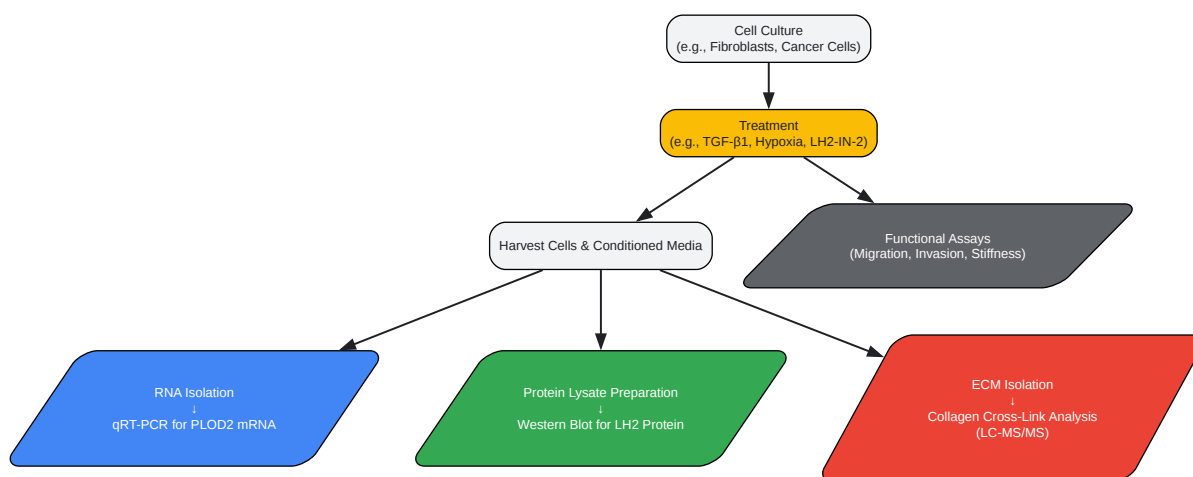 Cell Culture
(e.g., Fibroblasts, Cancer Cells)
Treatment
(e.g., TGF-β1, Hypoxia, LH2-IN-2)
Harvest Cells & Conditioned Media
Functional Assays
(Migration, Invasion, Stiffness)
RNA Isolation
↓
qRT-PCR for PLOD2 mRNA
Protein Lysate Preparation
↓
Western Blot for LH2 Protein
ECM Isolation
↓
Collagen Cross-Link Analysis
(LC-MS/MS)